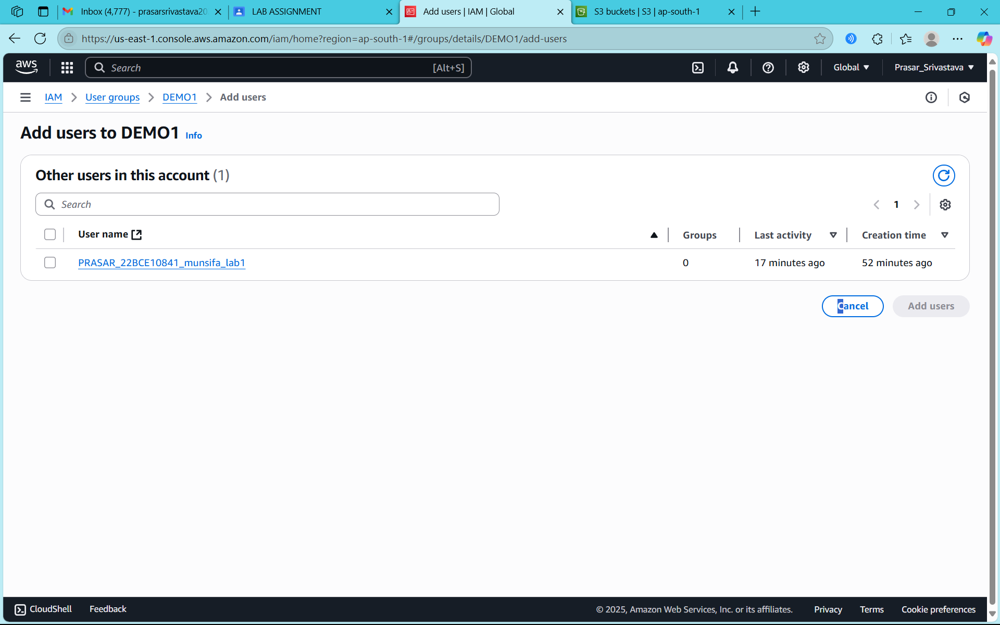 Inbox (4,777) - prasarsrivastava20
LAB ASSIGNMENT
Add users | IAM | Global
S3 buckets | S3 | ap-south-1
https://us-east-1.console.aws.amazon.com/iam/home?region=ap-south-1#/groups/details/DEMO1/add-users
aws
Search [Alt+S]
Global
Prasar_Srivastava
IAM > User groups > DEMO1 > Add users
Add users to DEMO1 Info
Other users in this account (1)
Search
1
User name Groups Last activity Creation time
PRASAR_22BCE10841_munsifa_lab1 0 17 minutes ago 52 minutes ago
Cancel Add users
CloudShell Feedback © 2025, Amazon Web Services, Inc. or its affiliates. Privacy Terms Cookie preferences